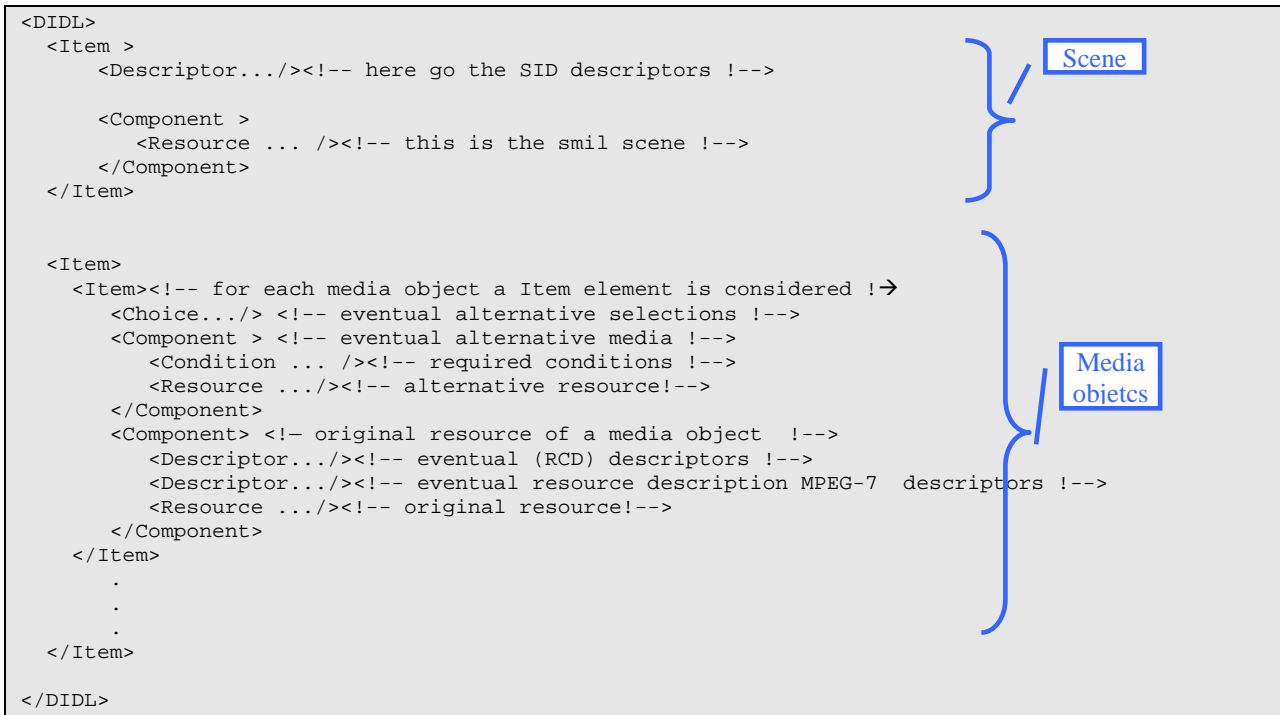 <DIDL>
  <Item >
      <Descriptor.../><!-- here go the SID descriptors !-->
      <Component >
         <Resource ... /><!-- this is the smil scene !-->
      </Component>
  </Item>
Scene
  <Item>
    <Item><!-- for each media object a Item element is considered !→
       <Choice.../> <!-- eventual alternative selections !-->
       <Component > <!-- eventual alternative media !-->
          <Condition ... /><!-- required conditions !-->
          <Resource .../><!-- alternative resource!-->
       </Component>
       <Component> <!— original resource of a media object  !-->
          <Descriptor.../><!-- eventual (RCD) descriptors !-->
          <Descriptor.../><!-- eventual resource description MPEG-7  descriptors !-->
          <Resource .../><!-- original resource!-->
       </Component>
    </Item>
       .
       .
       .
  </Item>
Media
objetcs
</DIDL>